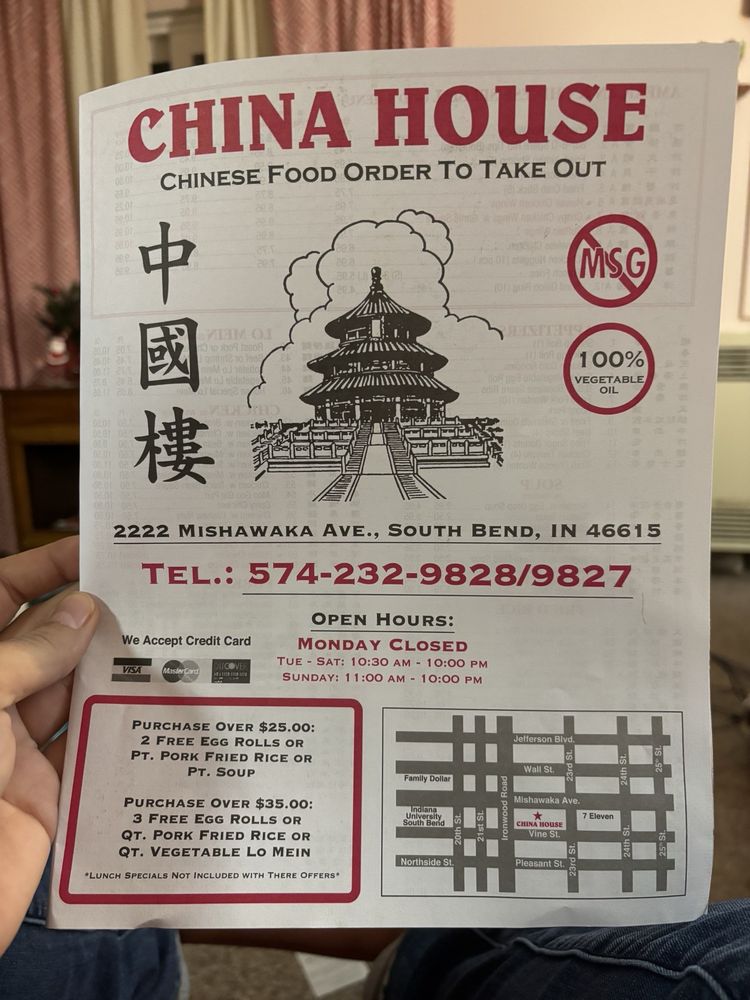 CHINA HOUSE
CHINESE FOOD ORDER TO TAKE OUT
中
國
樓
MSG
100%
VEGETABLE
OIL
2222 MISHAWAKA AVE., SOUTH BEND, IN 46615
TEL.: 574-232-9828/9827
OPEN HOURS:
MONDAY CLOSED
TUE - SAT: 10:30 AM - 10:00 PM
SUNDAY: 11:00 AM - 10:00 PM
We Accept Credit Card
VISA
MasterCard
DISCOVER
PURCHASE OVER $25.00:
2 FREE EGG ROLLS OR
PT. PORK FRIED RICE OR
PT. SOUP
PURCHASE OVER $35.00:
3 FREE EGG ROLLS OR
QT. PORK FRIED RICE OR
QT. VEGETABLE LO MEIN
*LUNCH SPECIALS NOT INCLUDED WITH THERE OFFERS*
Jefferson Blvd.
Wall St.
23rd St.
24th St.
25th St.
Family Dollar
Ironwood Road
Mishawaka Ave.
Indiana
University
South Bend
20th St.
21st St.
CHINA HOUSE
7 Eleven
Vine St.
Northside St.
Pleasant St.
23rd St.
24th St.
25th St.